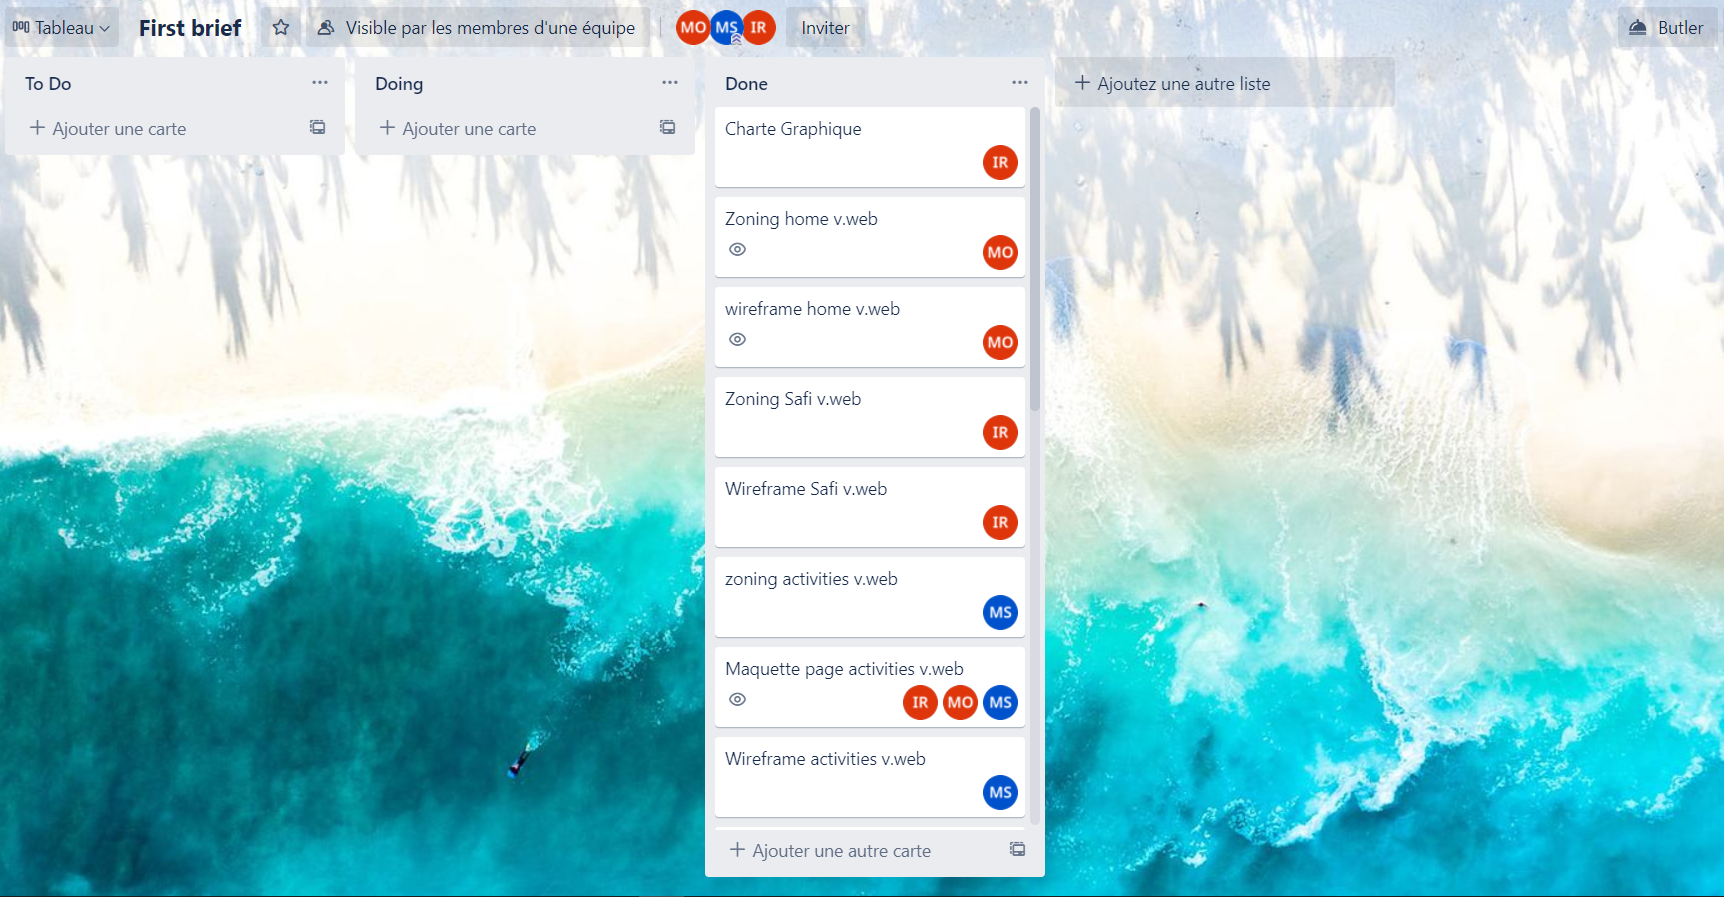 Tableau
First brief
Visible par les membres d'une équipe
MO MS IR
Inviter
Butler
To Do
Ajouter une carte
Doing
Ajouter une carte
Done
Charte Graphique
IR
Zoning home v.web
MO
wireframe home v.web
MO
Zoning Safi v.web
IR
Wireframe Safi v.web
IR
zoning activities v.web
MS
Maquette page activities v.web
IR MO MS
Wireframe activities v.web
MS
Ajouter une autre carte
Ajoutez une autre liste